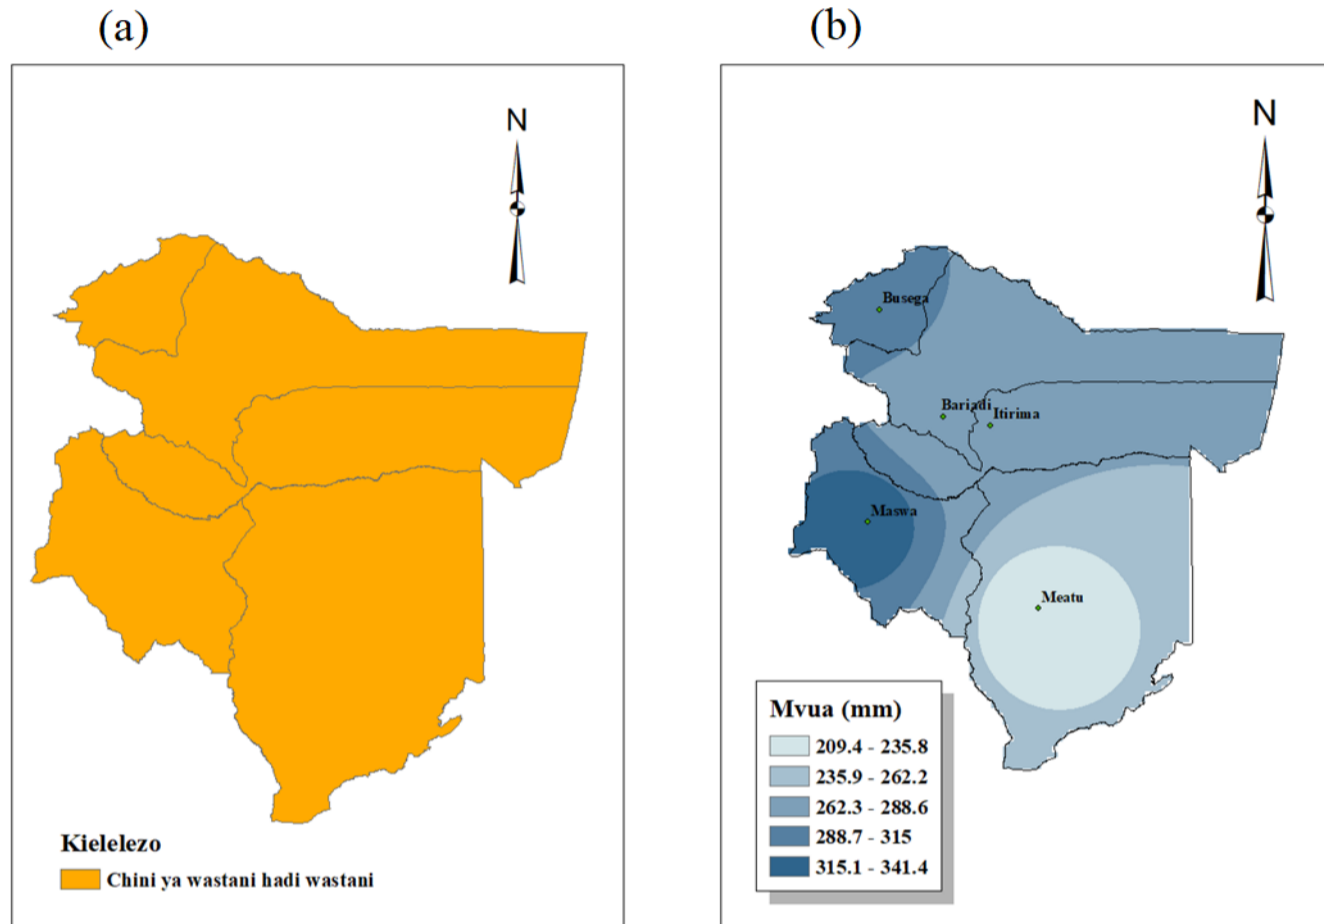 (a)
(b)
N
N
Busega
Bariadi
Itirima
Maswa
Meatu
Kielelezo
Chini ya wastani hadi wastani
Mvua (mm)
209.4 - 235.8
235.9 - 262.2
262.3 - 288.6
288.7 - 315
315.1 - 341.4